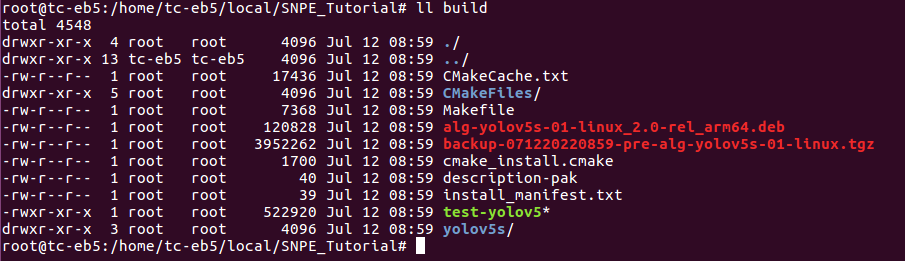 root@tc-eb5:/home/tc-eb5/local/SNPE_Tutorial# ll build
total 4548
drwxr-xr-x  4 root   root      4096 Jul 12 08:59 ./
drwxr-xr-x 13 tc-eb5 tc-eb5    4096 Jul 12 08:59 ../
-rw-r--r--  1 root   root     17436 Jul 12 08:59 CMakeCache.txt
drwxr-xr-x  5 root   root      4096 Jul 12 08:59 CMakeFiles/
-rw-r--r--  1 root   root      7368 Jul 12 08:59 Makefile
-rw-r--r--  1 root   root    120828 Jul 12 08:59 alg-yolov5s-01-linux_2.0-rel_arm64.deb
-rw-r--r--  1 root   root   3952262 Jul 12 08:59 backup-071220220859-pre-alg-yolov5s-01-linux.tgz
-rw-r--r--  1 root   root      1700 Jul 12 08:59 cmake_install.cmake
-rw-r--r--  1 root   root        40 Jul 12 08:59 description-pak
-rw-r--r--  1 root   root        39 Jul 12 08:59 install_manifest.txt
-rwxr-xr-x  1 root   root    522920 Jul 12 08:59 test-yolov5*
drwxr-xr-x  3 root   root      4096 Jul 12 08:59 yolov5s/
root@tc-eb5:/home/tc-eb5/local/SNPE_Tutorial#